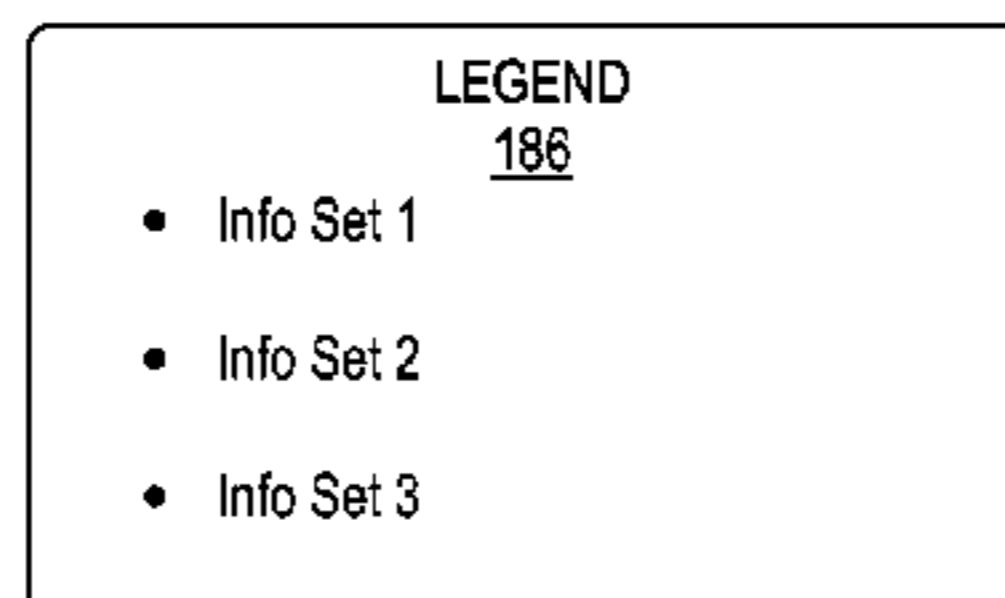 LEGEND
186
• Info Set 1
• Info Set 2
• Info Set 3